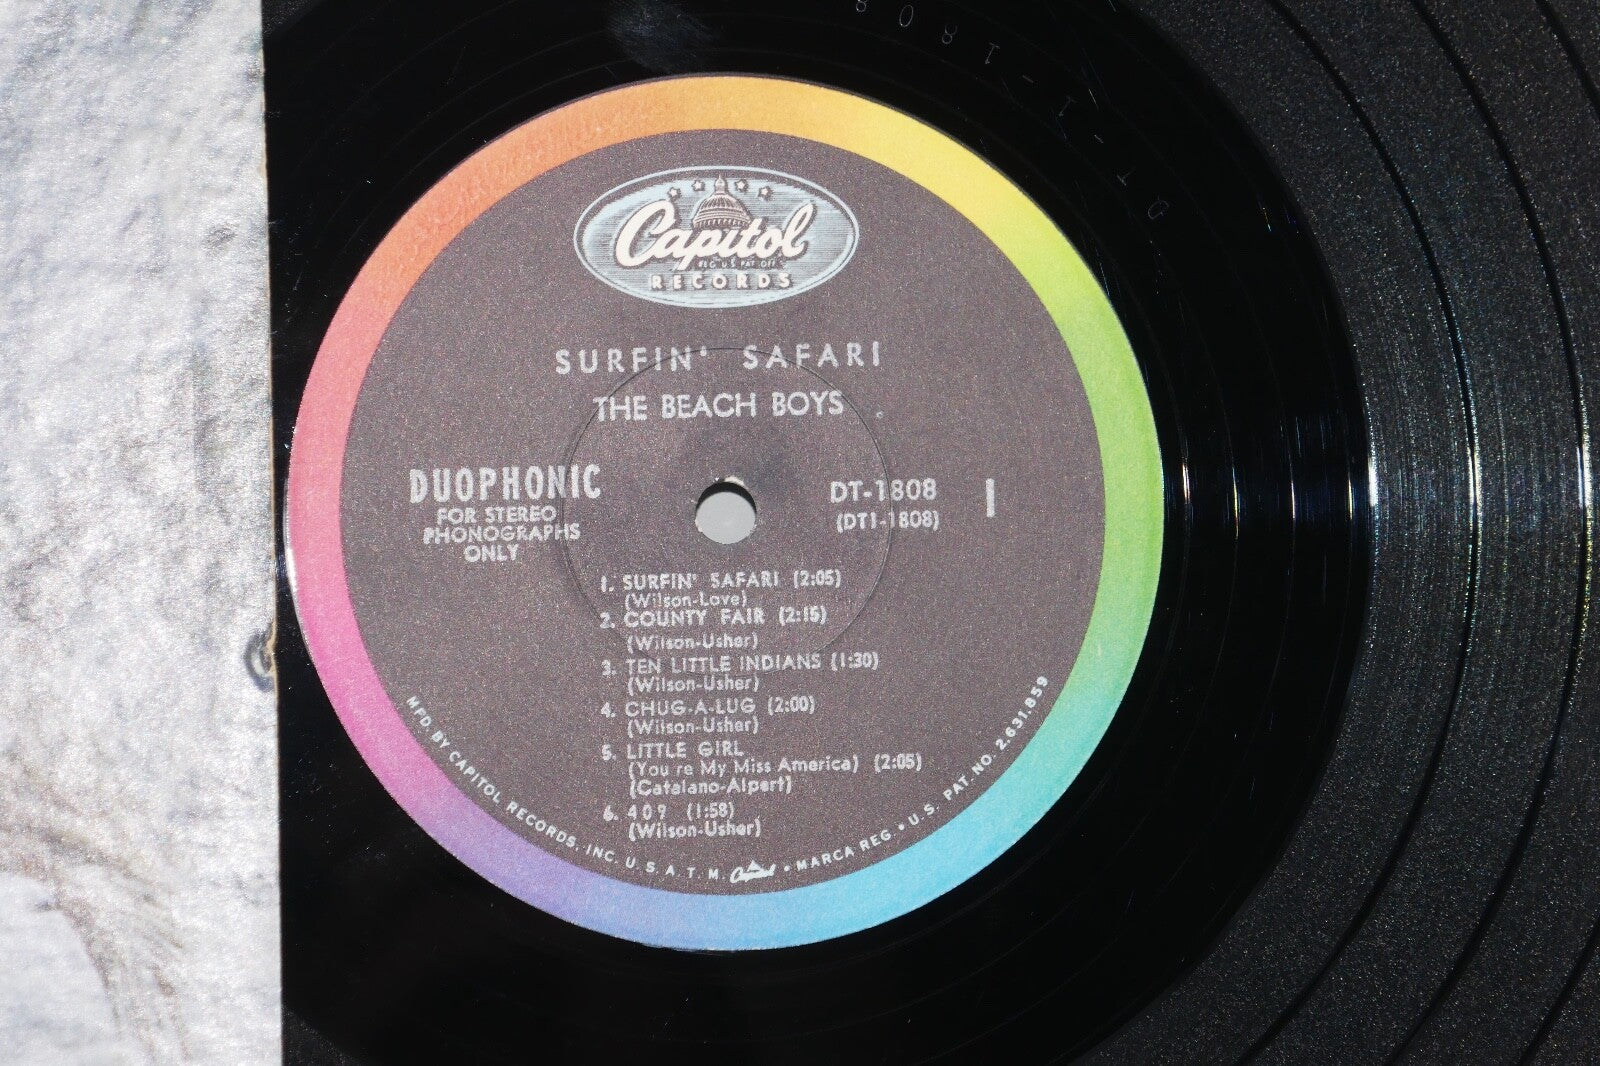 Capitol
REG. U.S. PAT. OFF.
RECORDS
SURFIN' SAFARI
THE BEACH BOYS
DUOPHONIC
FOR STEREO
PHONOGRAPHS
ONLY
DT-1808
(DT1-1808)
1
1. SURFIN' SAFARI (2:05)
(Wilson-Love)
2. COUNTY FAIR (2:15)
(Wilson-Usher)
3. TEN LITTLE INDIANS (1:30)
(Wilson-Usher)
4. CHUG-A-LUG (2:00)
(Wilson-Usher)
5. LITTLE GIRL
(You're My Miss America) (2:05)
(Catalano-Alpert)
6. 409 (1:58)
(Wilson-Usher)
MFD. BY CAPITOL RECORDS, INC. U.S.A. T.M. Capitol • MARCA REG. • U.S. PAT. NO. 2,631,859
DT-1-1808